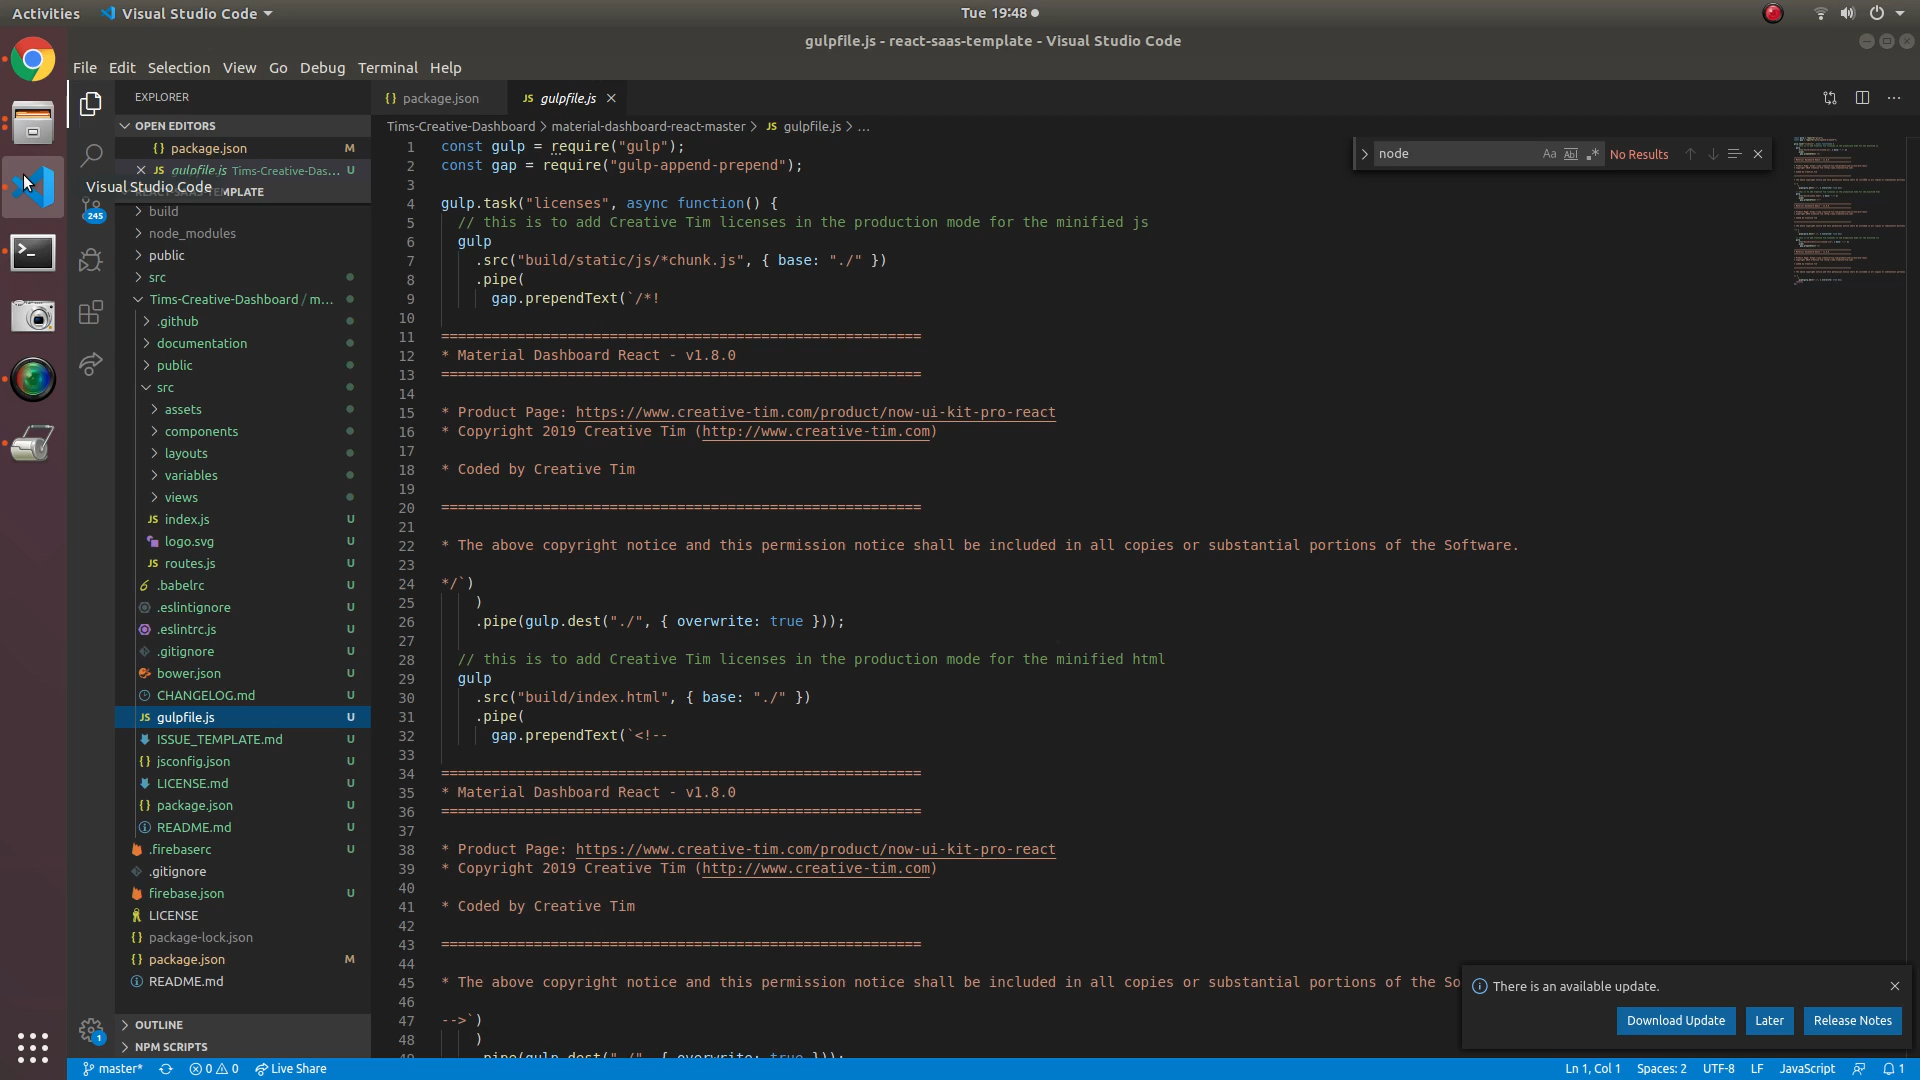 Activities Visual Studio Code Tue 19:48
gulpfile.js - react-saas-template - Visual Studio Code
File Edit Selection View Go Debug Terminal Help
EXPLORER
OPEN EDITORS
package.json M
gulpfile.js Tims-Creative-Das... U
Visual Studio Code
build
node_modules
public
src
Tims-Creative-Dashboard / m...
.github
documentation
public
src
assets
components
layouts
variables
views
index.js U
logo.svg U
routes.js U
.babelrc U
.eslintignore U
.eslintrc.js U
.gitignore U
bower.json U
CHANGELOG.md U
gulpfile.js U
ISSUE_TEMPLATE.md U
jsconfig.json U
LICENSE.md U
package.json U
README.md U
.firebaserc U
.gitignore
firebase.json U
LICENSE
package-lock.json
package.json M
README.md
OUTLINE
NPM SCRIPTS
245
1
package.json
JS gulpfile.js
Tims-Creative-Dashboard > material-dashboard-react-master > JS gulpfile.js > ...
node Aa Abl .* No Results
1 const gulp = require("gulp");
2 const gap = require("gulp-append-prepend");
3
4 gulp.task("licenses", async function() {
5 // this is to add Creative Tim licenses in the production mode for the minified js
6 gulp
7 .src("build/static/js/*chunk.js", { base: "./" })
8 .pipe(
9 gap.prependText(`/*!
10
11 =========================================================
12 * Material Dashboard React - v1.8.0
13 =========================================================
14
15 * Product Page: https://www.creative-tim.com/product/now-ui-kit-pro-react
16 * Copyright 2019 Creative Tim (http://www.creative-tim.com)
17
18 * Coded by Creative Tim
19
20 =========================================================
21
22 * The above copyright notice and this permission notice shall be included in all copies or substantial portions of the Software.
23
24 */`)
25 )
26 .pipe(gulp.dest("./", { overwrite: true }));
27
28 // this is to add Creative Tim licenses in the production mode for the minified html
29 gulp
30 .src("build/index.html", { base: "./" })
31 .pipe(
32 gap.prependText(`<!--
33
34 =========================================================
35 * Material Dashboard React - v1.8.0
36 =========================================================
37
38 * Product Page: https://www.creative-tim.com/product/now-ui-kit-pro-react
39 * Copyright 2019 Creative Tim (http://www.creative-tim.com)
40
41 * Coded by Creative Tim
42
43 =========================================================
44
45 * The above copyright notice and this permission notice shall be included in all copies or substantial portions of the So
46
47 -->`)
48 )
49 .pipe(gulp.dest("./", { overwrite: true }));
There is an available update.
Download Update Later Release Notes
master* 0 0 Live Share Ln 1, Col 1 Spaces: 2 UTF-8 LF JavaScript 1